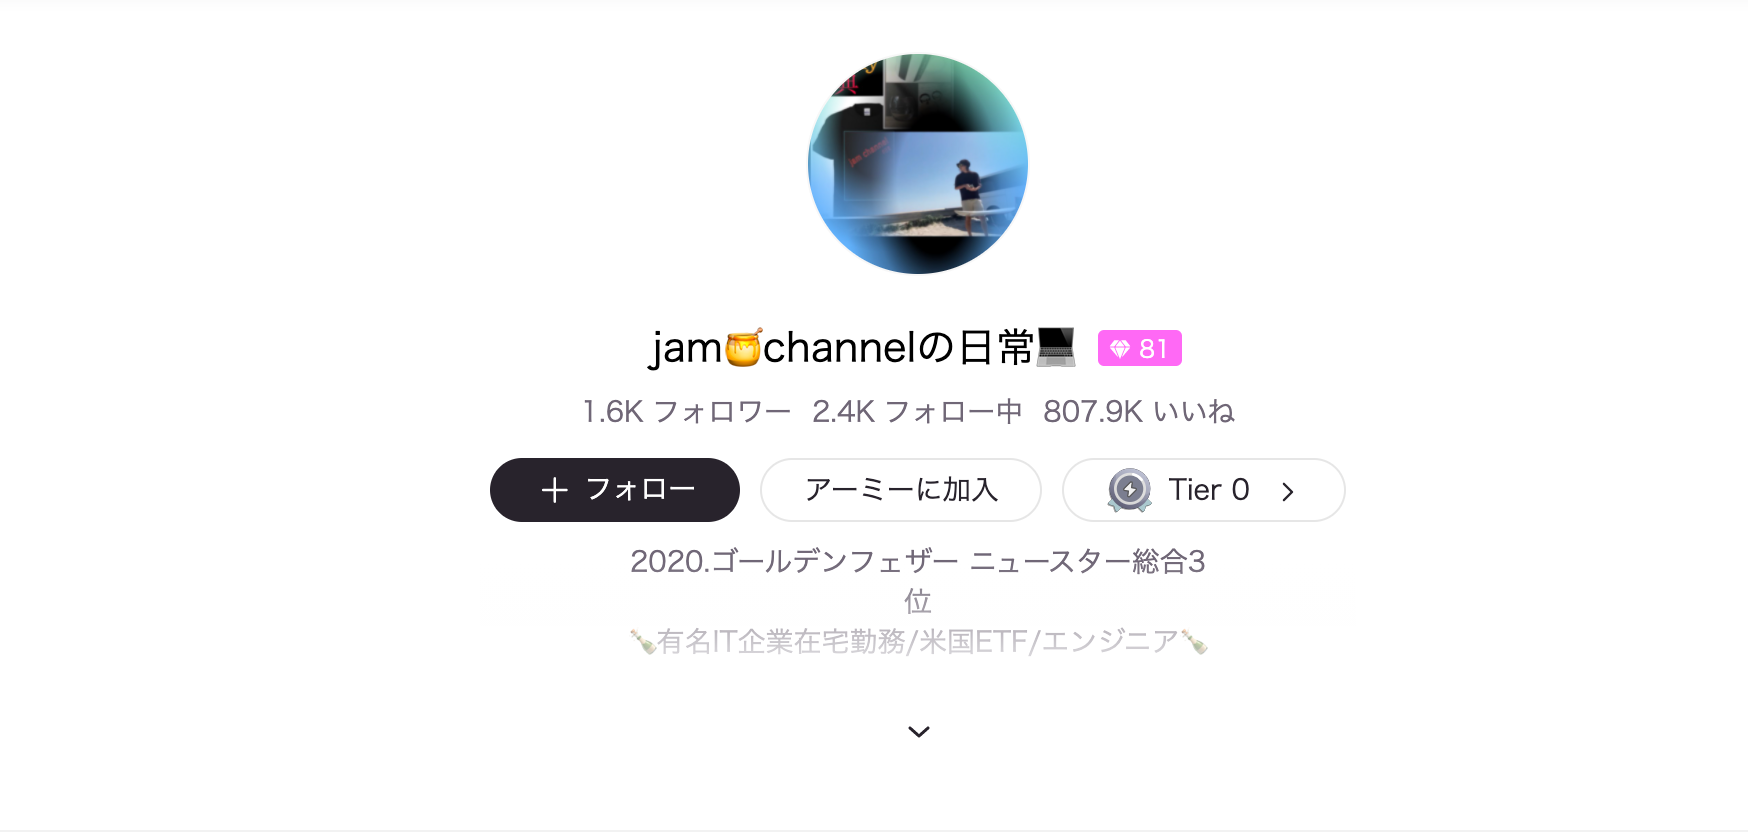 jam channel
jam🍯channelの日常💻 81
1.6K フォロワー 2.4K フォロー中 807.9K いいね
+ フォロー アーミーに加入 Tier 0 >
2020.ゴールデンフェザー ニュースター総合3
位
🍾有名IT企業在宅勤務/米国ETF/エンジニア🍾